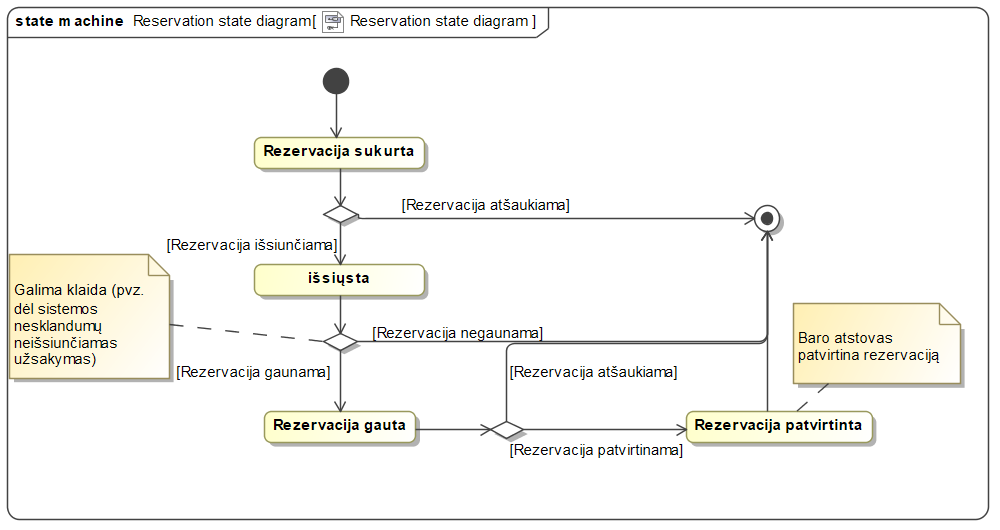 state machine Reservation state diagram[ Reservation state diagram ]
Rezervacija sukurta
[Rezervacija atšaukiama]
[Rezervacija išsiunčiama]
išsiųsta
Galima klaida (pvz.
dėl sistemos
nesklandumų
neišsiunčiamas
užsakymas)
[Rezervacija negaunama]
Baro atstovas
patvirtina rezervaciją
[Rezervacija gaunama]
[Rezervacija atšaukiama]
Rezervacija gauta
Rezervacija patvirtinta
[Rezervacija patvirtinama]